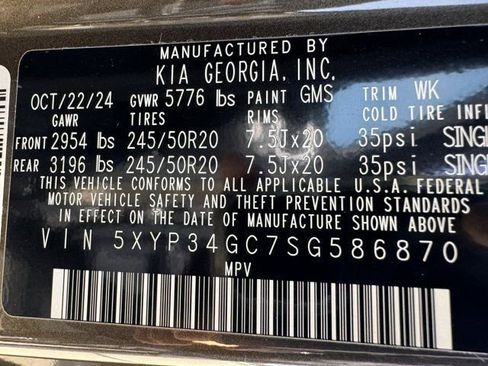 MANUFACTURED BY
KIA GEORGIA, INC.
OCT/22/24 GVWR 5776 lbs PAINT GMS TRIM WK
GAWR TIRES RIMS COLD TIRE INFL
FRONT 2954 lbs 245/50R20 7.5Jx20 35psi SINGL
REAR 3196 lbs 245/50R20 7.5Jx20 35psi SINGL
THIS VEHICLE CONFORMS TO ALL APPLICABLE U.S.A. FEDERAL
MOTOR VEHICLE SAFETY AND THEFT PREVENTION STANDARDS
IN EFFECT ON THE DATE OF MANUFACTURE SHOWN ABOVE.
VIN 5XYP34GC7SG586870
MPV